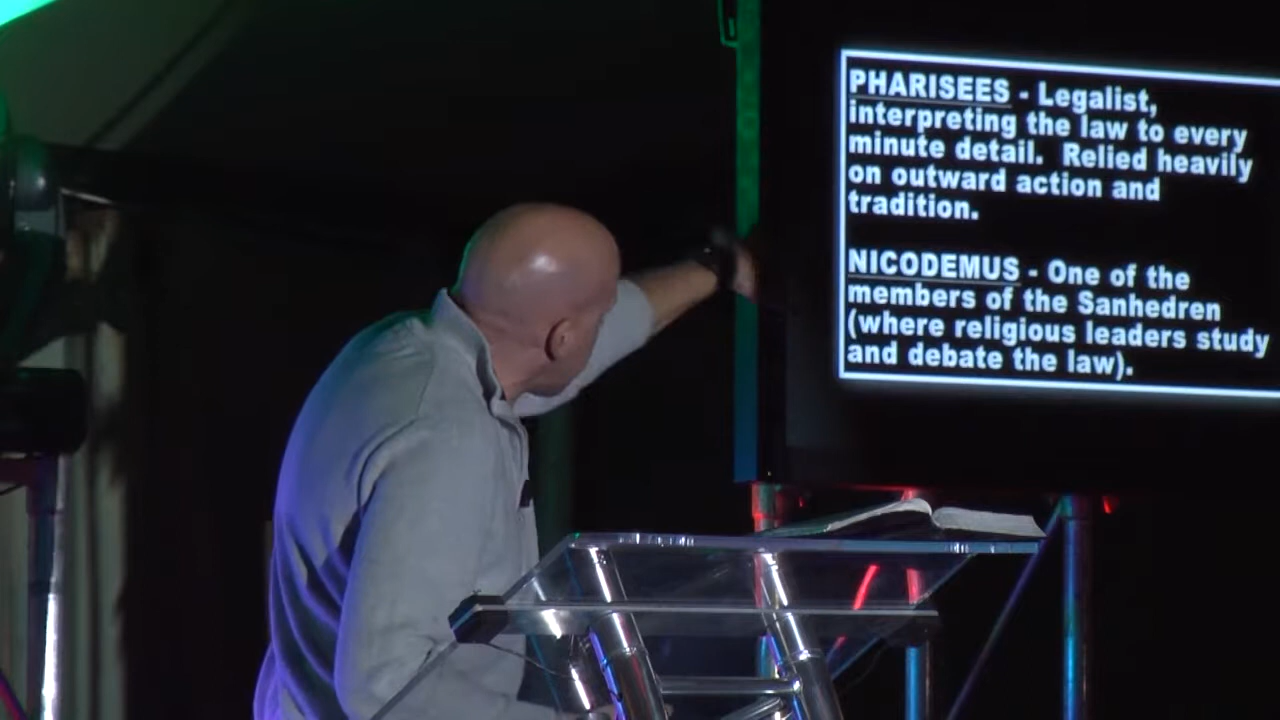 PHARISEES - Legalist,
interpreting the law to every
minute detail.  Relied heavily
on outward action and
tradition.
NICODEMUS - One of the
members of the Sanhedren
(where religious leaders study
and debate the law).